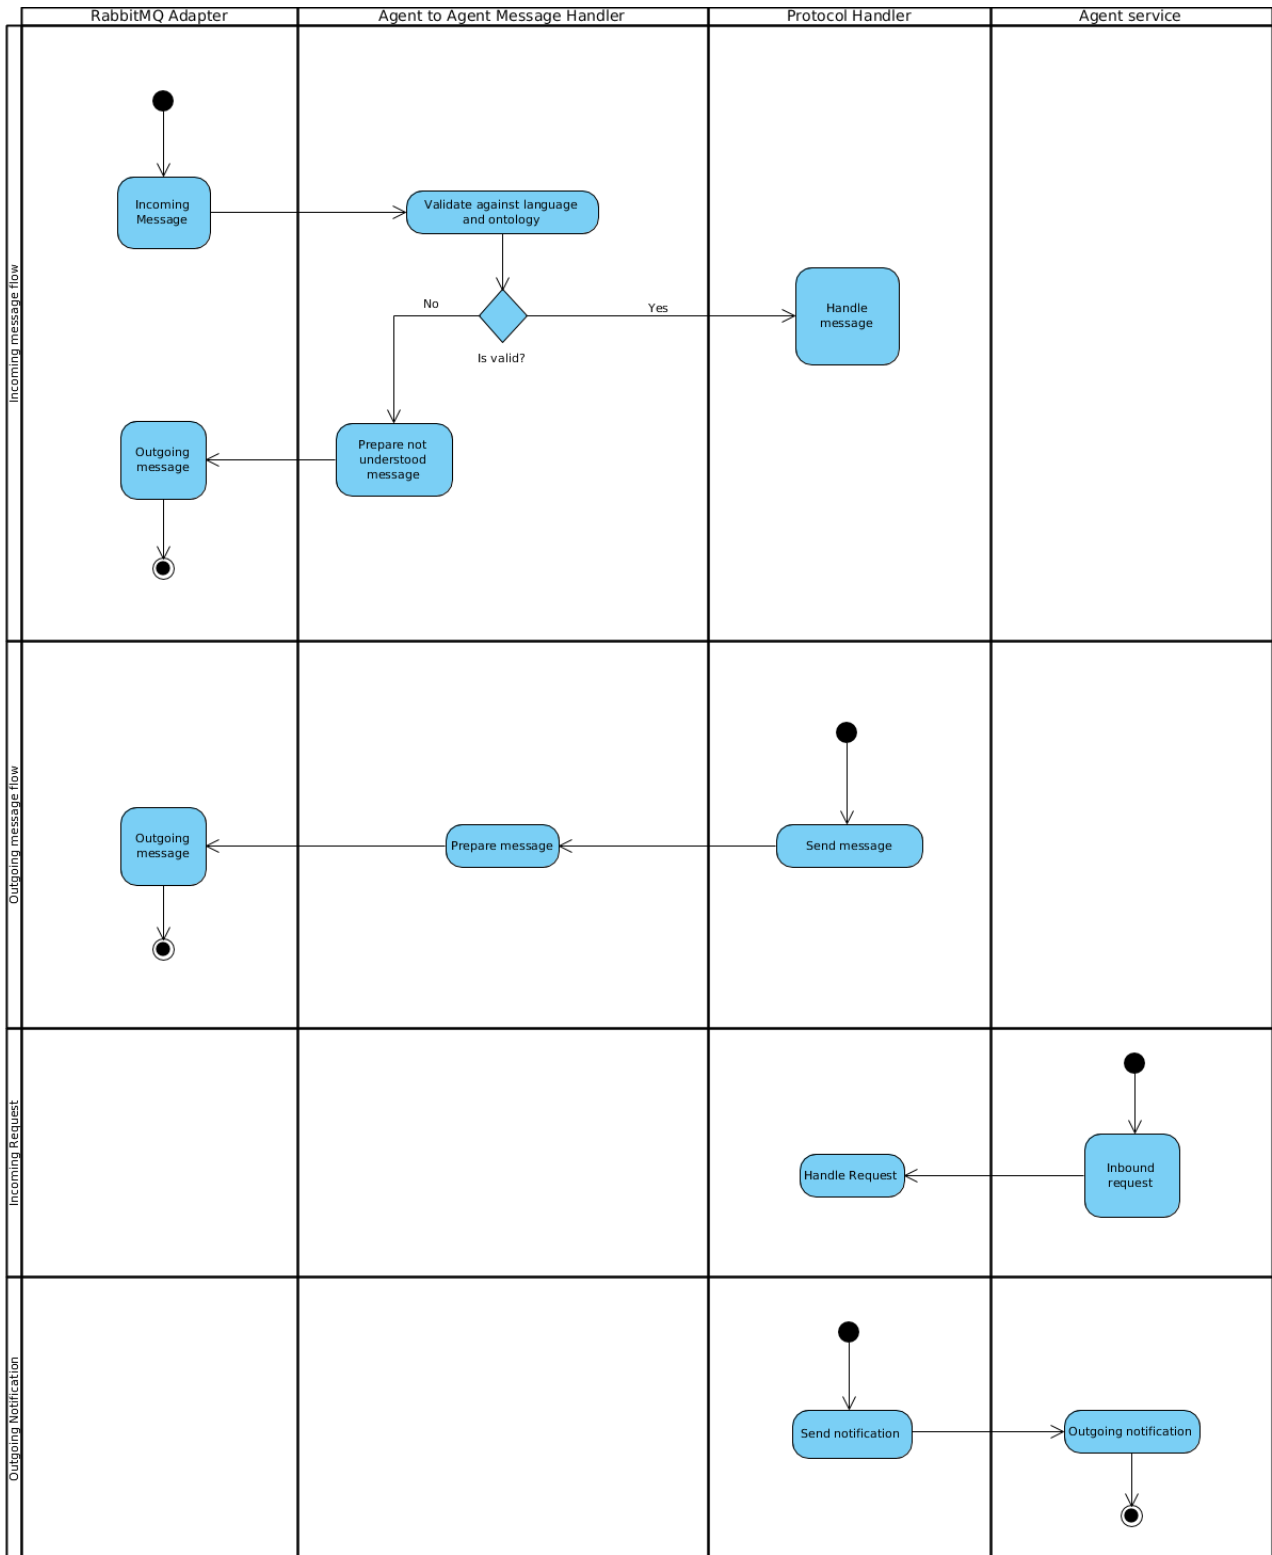 RabbitMQ Adapter
Agent to Agent Message Handler
Protocol Handler
Agent service
Incoming message flow
Incoming
Message
Validate against language
and ontology
No
Yes
Is valid?
Handle
message
Outgoing
message
Prepare not
understood
message
Outgoing message flow
Outgoing
message
Prepare message
Send message
Incoming Request
Handle Request
Inbound
request
Outgoing Notification
Send notification
Outgoing notification